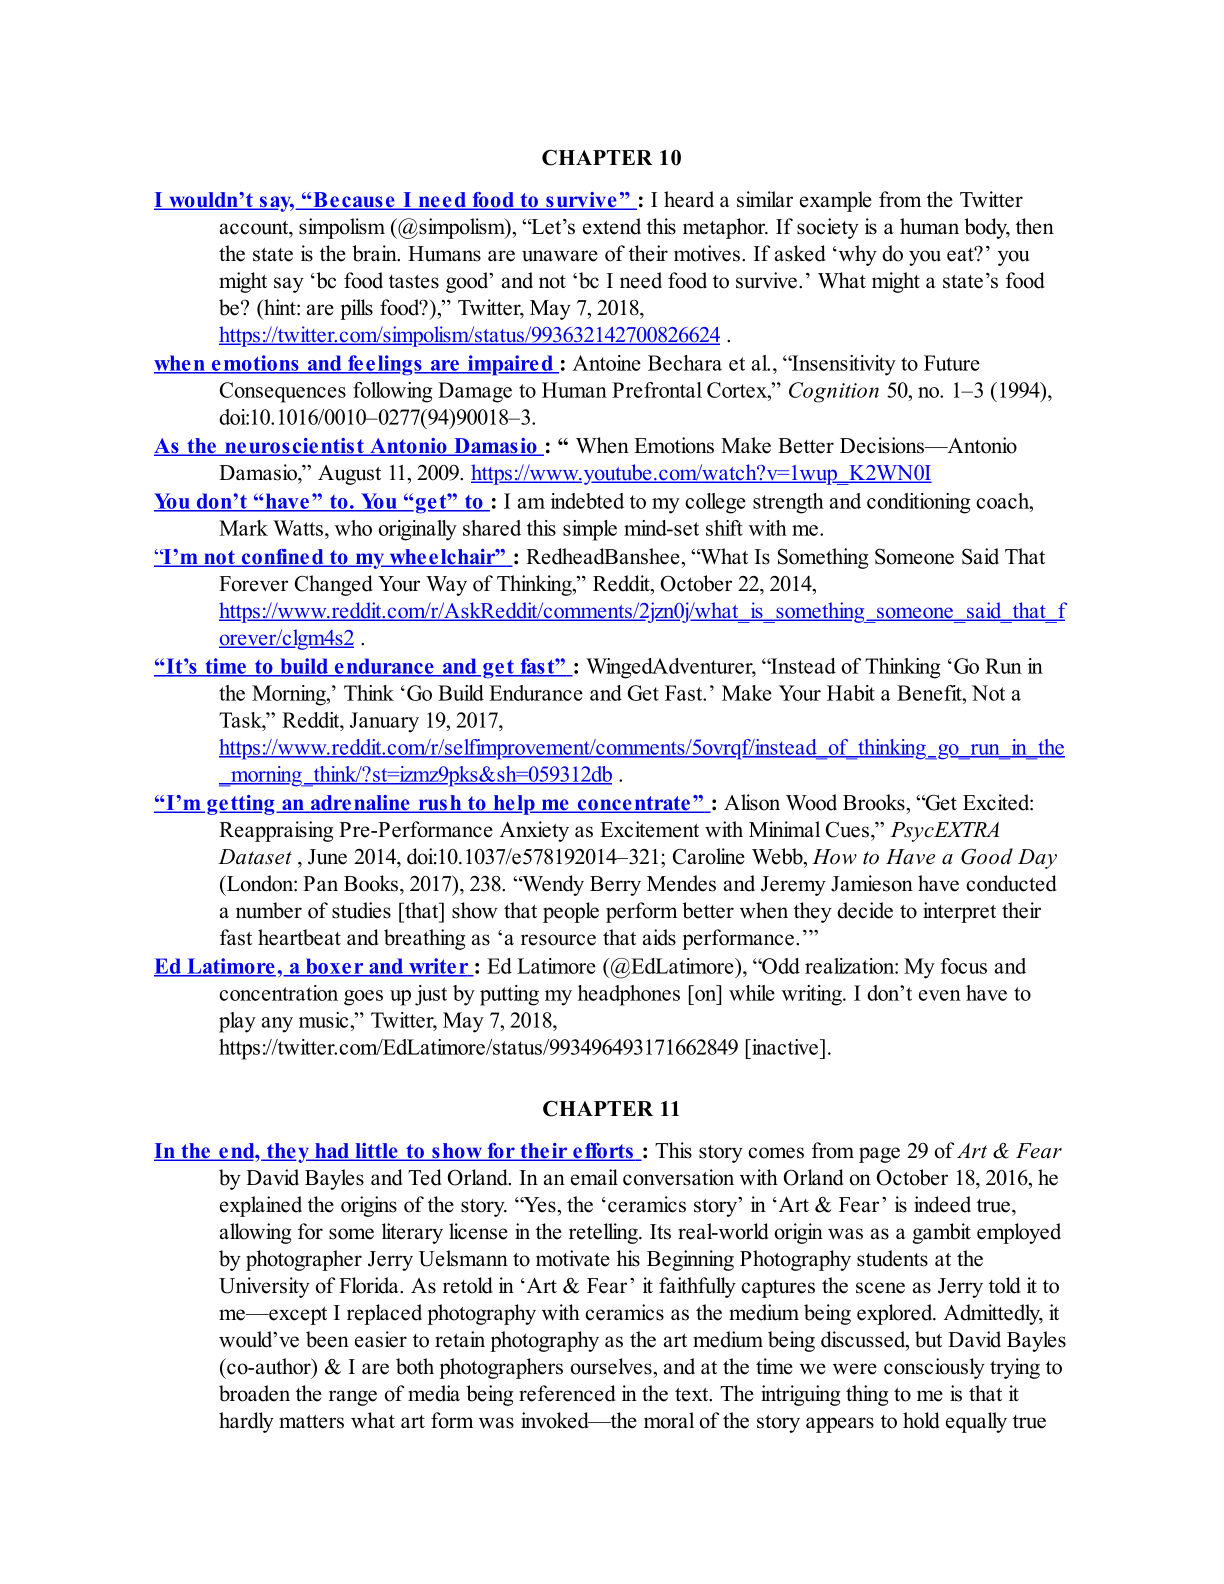 CHAPTER 10
I wouldn’t say, “Because I need food to survive” : I heard a similar example from the Twitter
account, simpolism (@simpolism), “Let’s extend this metaphor. If society is a human body, then
the state is the brain. Humans are unaware of their motives. If asked ‘why do you eat?’ you
might say ‘bc food tastes good’ and not ‘bc I need food to survive.’ What might a state’s food
be? (hint: are pills food?),” Twitter, May 7, 2018,
https://twitter.com/simpolism/status/993632142700826624 .
when emotions and feelings are impaired : Antoine Bechara et al., “Insensitivity to Future
Consequences following Damage to Human Prefrontal Cortex,” Cognition 50, no. 1–3 (1994),
doi:10.1016/0010–0277(94)90018–3.
As the neuroscientist Antonio Damasio : “ When Emotions Make Better Decisions—Antonio
Damasio,” August 11, 2009. https://www.youtube.com/watch?v=1wup_K2WN0I
You don’t “have” to. You “get” to : I am indebted to my college strength and conditioning coach,
Mark Watts, who originally shared this simple mind-set shift with me.
“I’m not confined to my wheelchair” : RedheadBanshee, “What Is Something Someone Said That
Forever Changed Your Way of Thinking,” Reddit, October 22, 2014,
https://www.reddit.com/r/AskReddit/comments/2jzn0j/what_is_something_someone_said_that_f
orever/clgm4s2 .
“It’s time to build endurance and get fast” : WingedAdventurer, “Instead of Thinking ‘Go Run in
the Morning,’ Think ‘Go Build Endurance and Get Fast.’ Make Your Habit a Benefit, Not a
Task,” Reddit, January 19, 2017,
https://www.reddit.com/r/selfimprovement/comments/5ovrqf/instead_of_thinking_go_run_in_the
_morning_think/?st=izmz9pks&sh=059312db .
“I’m getting an adrenaline rush to help me concentrate” : Alison Wood Brooks, “Get Excited:
Reappraising Pre-Performance Anxiety as Excitement with Minimal Cues,” PsycEXTRA
Dataset , June 2014, doi:10.1037/e578192014–321; Caroline Webb, How to Have a Good Day
(London: Pan Books, 2017), 238. “Wendy Berry Mendes and Jeremy Jamieson have conducted
a number of studies [that] show that people perform better when they decide to interpret their
fast heartbeat and breathing as ‘a resource that aids performance.’”
Ed Latimore, a boxer and writer : Ed Latimore (@EdLatimore), “Odd realization: My focus and
concentration goes up just by putting my headphones [on] while writing. I don’t even have to
play any music,” Twitter, May 7, 2018,
https://twitter.com/EdLatimore/status/993496493171662849 [inactive].
CHAPTER 11
In the end, they had little to show for their efforts : This story comes from page 29 of Art & Fear
by David Bayles and Ted Orland. In an email conversation with Orland on October 18, 2016, he
explained the origins of the story. “Yes, the ‘ceramics story’ in ‘Art & Fear’ is indeed true,
allowing for some literary license in the retelling. Its real-world origin was as a gambit employed
by photographer Jerry Uelsmann to motivate his Beginning Photography students at the
University of Florida. As retold in ‘Art & Fear’ it faithfully captures the scene as Jerry told it to
me—except I replaced photography with ceramics as the medium being explored. Admittedly, it
would’ve been easier to retain photography as the art medium being discussed, but David Bayles
(co-author) & I are both photographers ourselves, and at the time we were consciously trying to
broaden the range of media being referenced in the text. The intriguing thing to me is that it
hardly matters what art form was invoked—the moral of the story appears to hold equally true